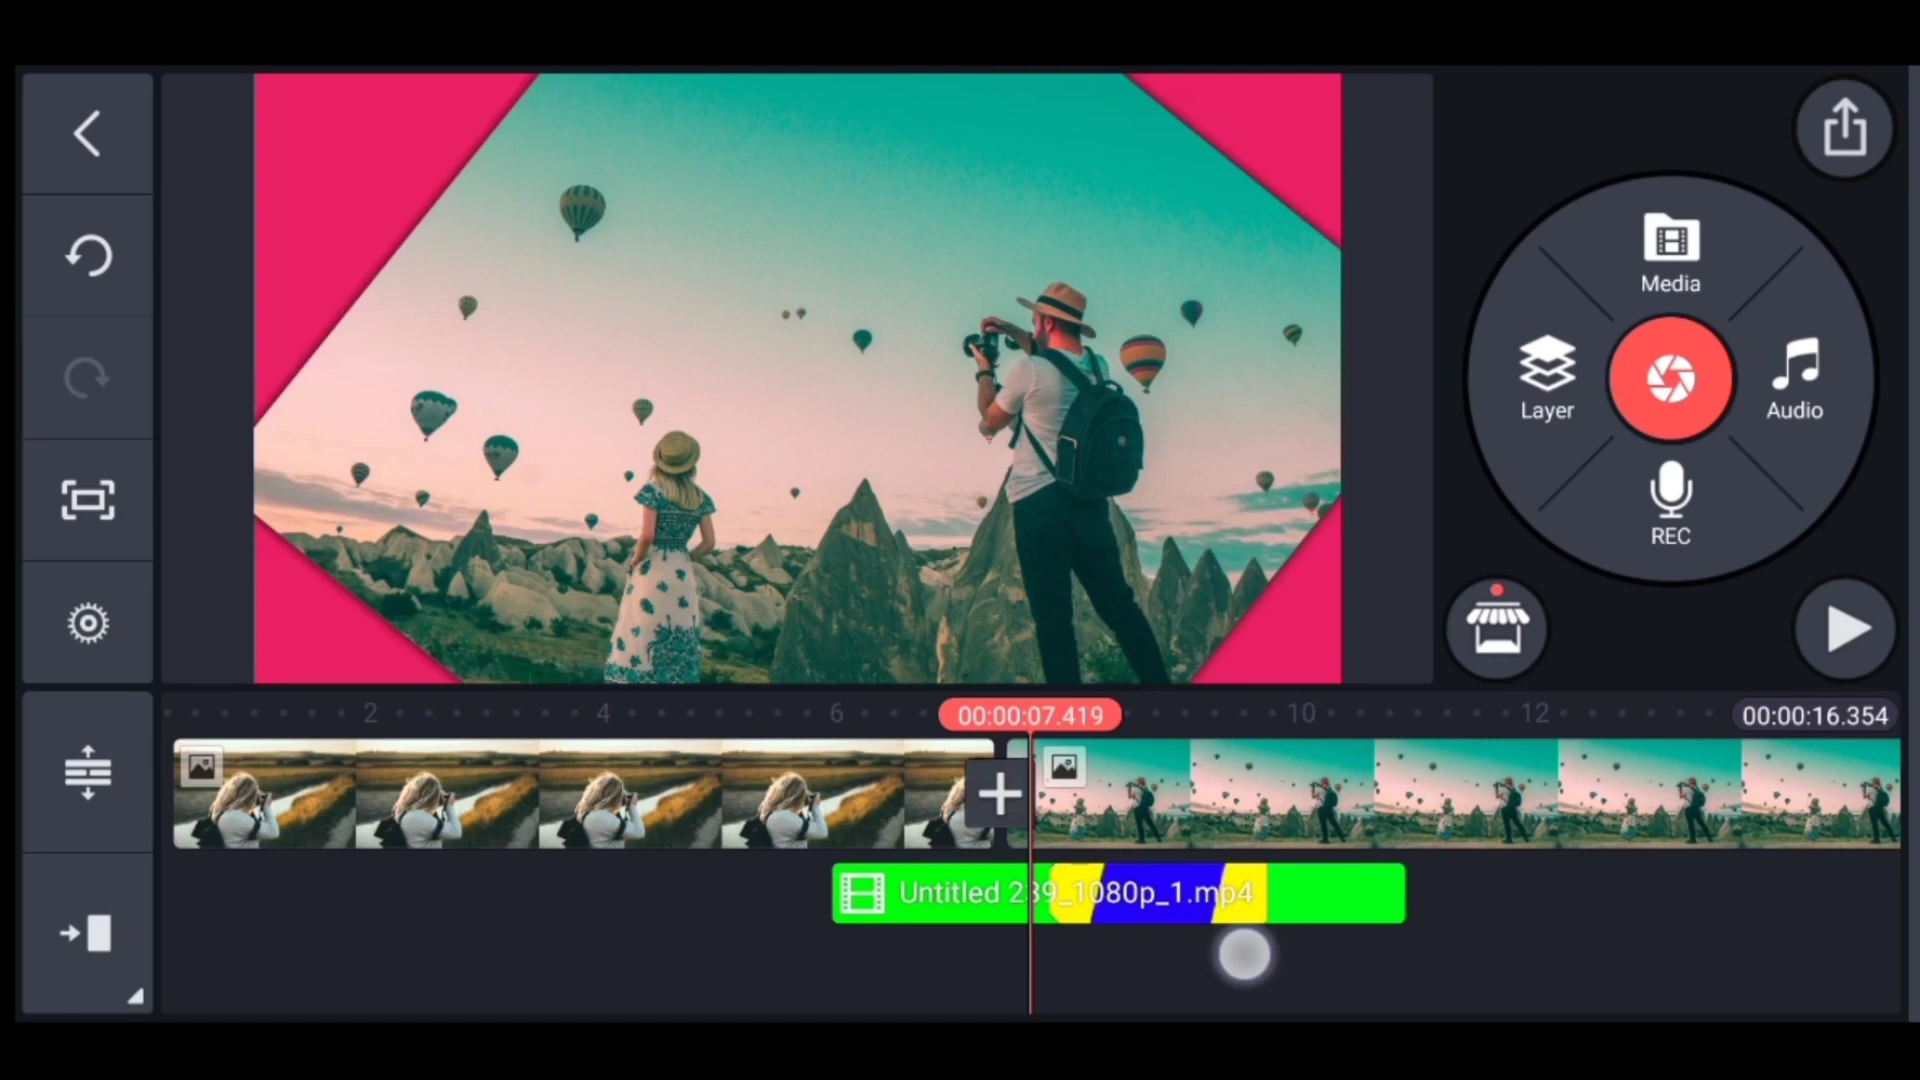 Media
Layer
Audio
REC
2
4
6
00:00:07.419
10
12
00:00:16.354
Untitled 239_1080p_1.mp4